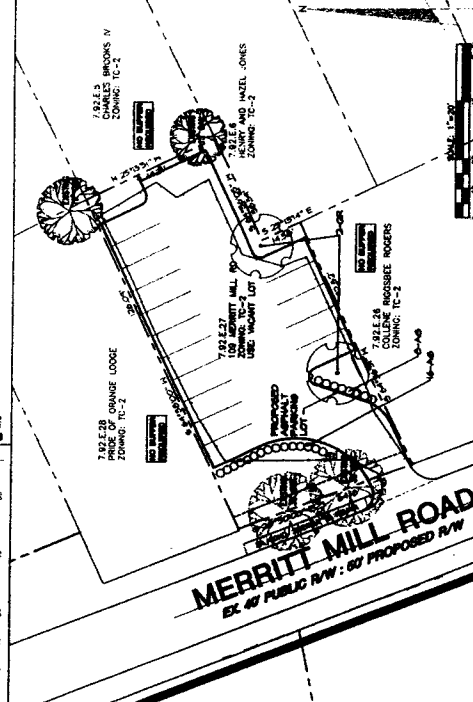 7.92.E.5
CHARLES BROOKS IV
ZONING: TC-2
NO BUFFER
REQUIRED
7.92.E.6
HENRY AND HAZEL JONES
ZONING: TC-2
SCALE: 1"=20'
7.92.E.28
PRIDE OF ORANGE LODGE
ZONING: TC-2
NO BUFFER
REQUIRED
7.92.E.27
109 MERRITT MILL RD
ZONING: TC-2
USE: VACANT LOT
NO BUFFER
REQUIRED
7.92.E.26
COLLENE RIGGSBEE ROGERS
ZONING: TC-2
PROPOSED
ASPHALT
PARKING
LOT
MERRITT MILL ROAD
EX. 40' PUBLIC R/W : 60' PROPOSED R/W
N